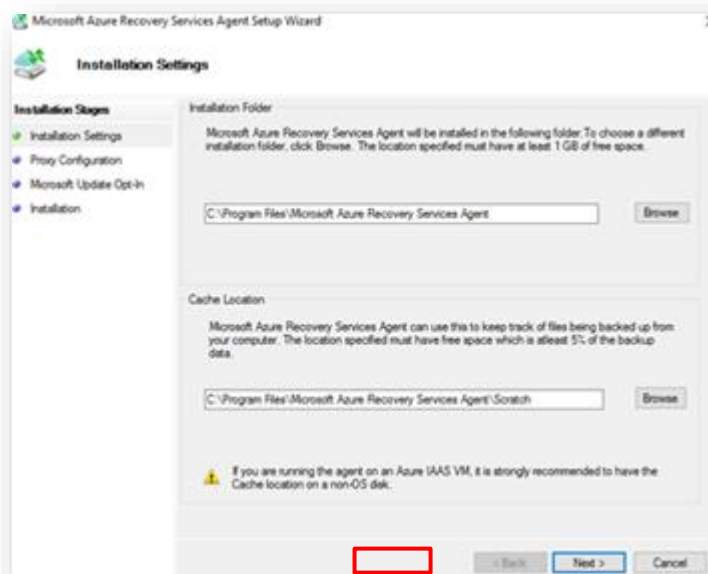 Microsoft Azure Recovery Services Agent Setup Wizard
Installation Settings
Installation Stages
Installation Settings
Proxy Configuration
Microsoft Update Opt-In
Installation
Installation Folder
Microsoft Azure Recovery Services Agent will be installed in the following folder. To choose a different
installation folder, click Browse. The location specified must have at least 1 GB of free space.
C:\Program Files\Microsoft Azure Recovery Services Agent
Browse
Cache Location
Microsoft Azure Recovery Services Agent can use this to keep track of files being backed up from
your computer. The location specified must have free space which is atleast 5% of the backup
data.
C:\Program Files\Microsoft Azure Recovery Services Agent\Scratch
Browse
If you are running the agent on an Azure IAAS VM, it is strongly recommended to have the
Cache location on a non-OS disk.
< Back
Next >
Cancel